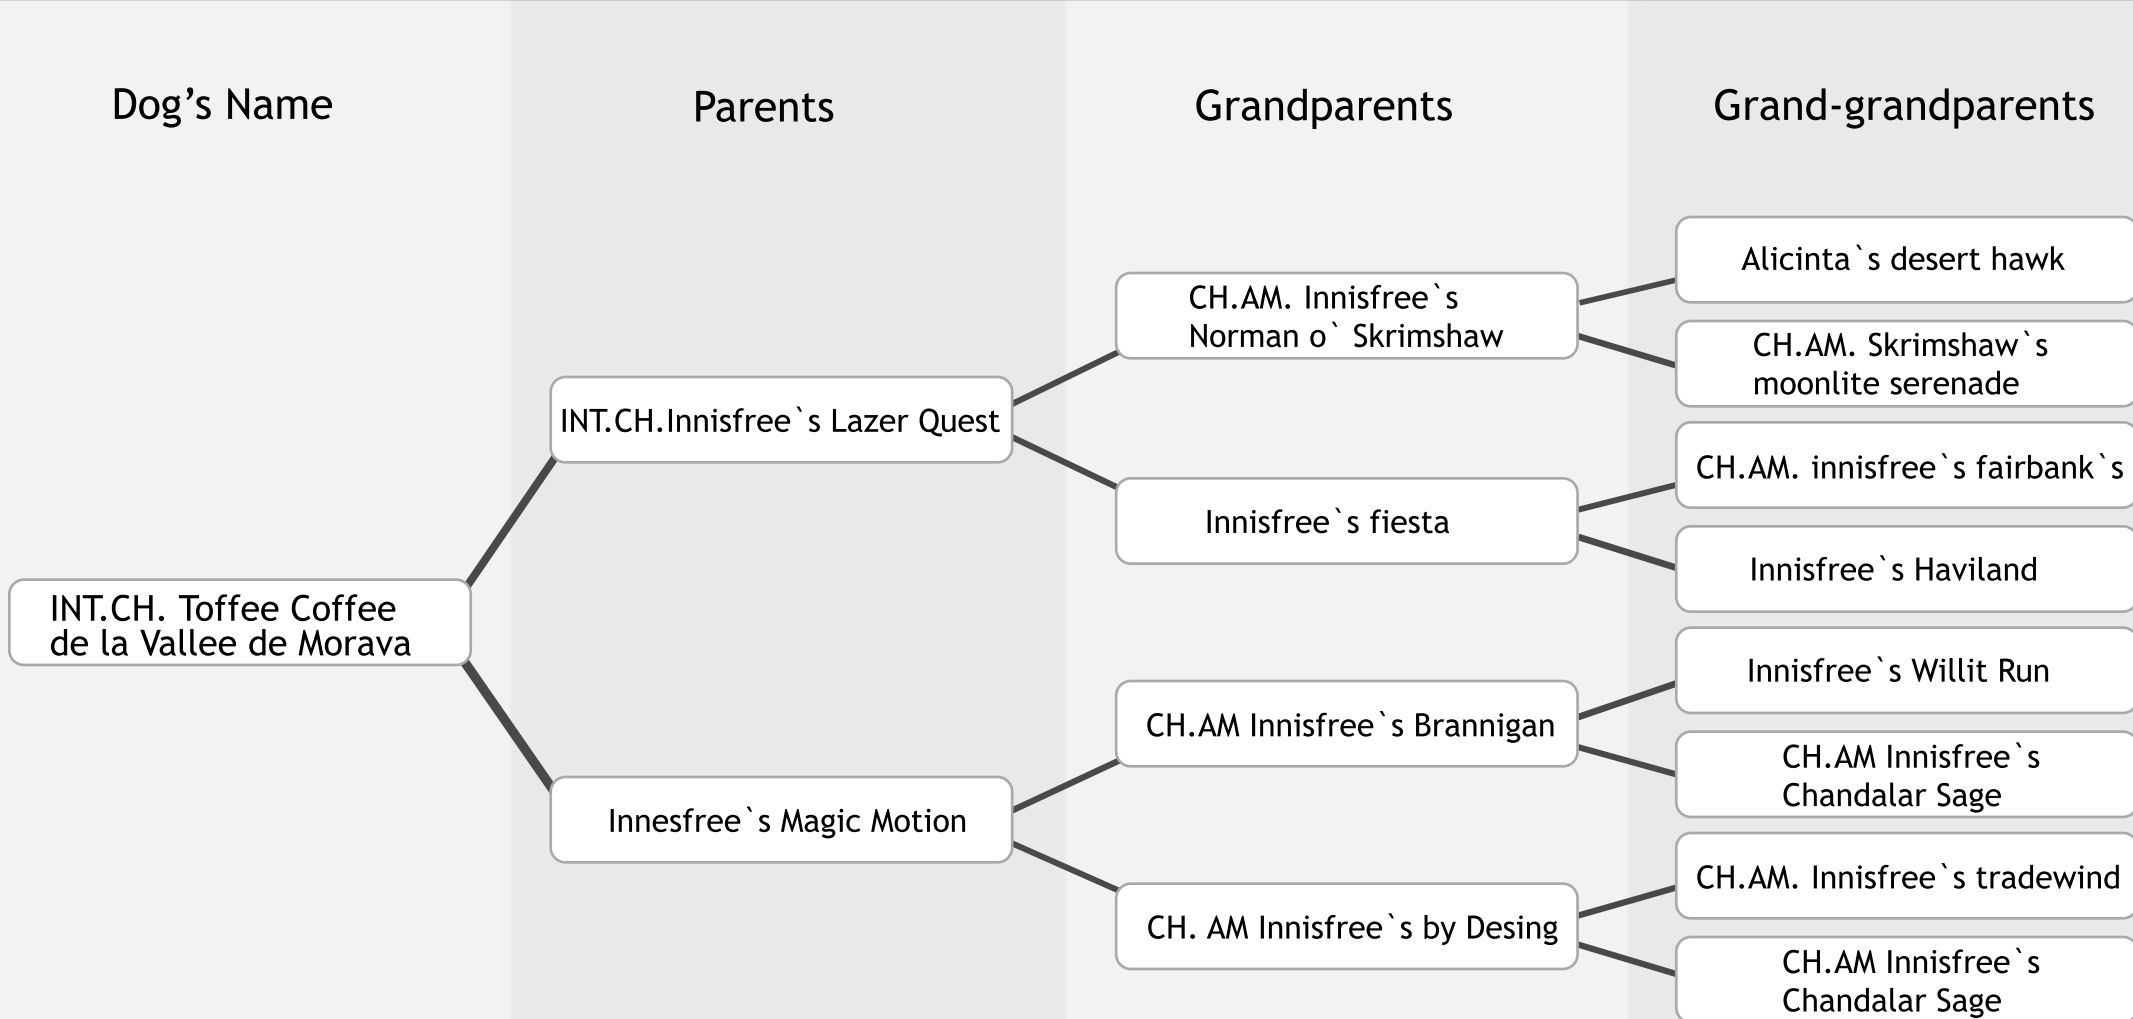 Dog’s Name
Parents
Grandparents
Grand-grandparents
INT.CH. Toffee Coffee
de la Vallee de Morava
INT.CH.Innisfree`s Lazer Quest
Innesfree`s Magic Motion
CH.AM. Innisfree`s
Norman o` Skrimshaw
Innisfree`s fiesta
CH.AM Innisfree`s Brannigan
CH. AM Innisfree`s by Desing
Alicinta`s desert hawk
CH.AM. Skrimshaw`s
moonlite serenade
CH.AM. innisfree`s fairbank`s
Innisfree`s Haviland
Innisfree`s Willit Run
CH.AM Innisfree`s
Chandalar Sage
CH.AM. Innisfree`s tradewind
CH.AM Innisfree`s
Chandalar Sage